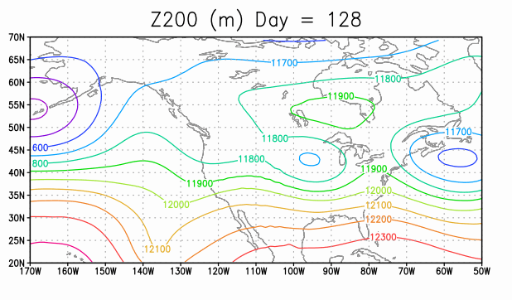 Z200 (m) Day = 128
70N
65N
11700
11800
60N
11900
55N
50N
11800
11700
45N
600
11800
800
40N
11900
11900
12000
35N
12000
12100
30N
12200
12300
25N
12100
20N
170W 160W 150W 140W 130W 120W 110W 100W 90W 80W 70W 60W 50W